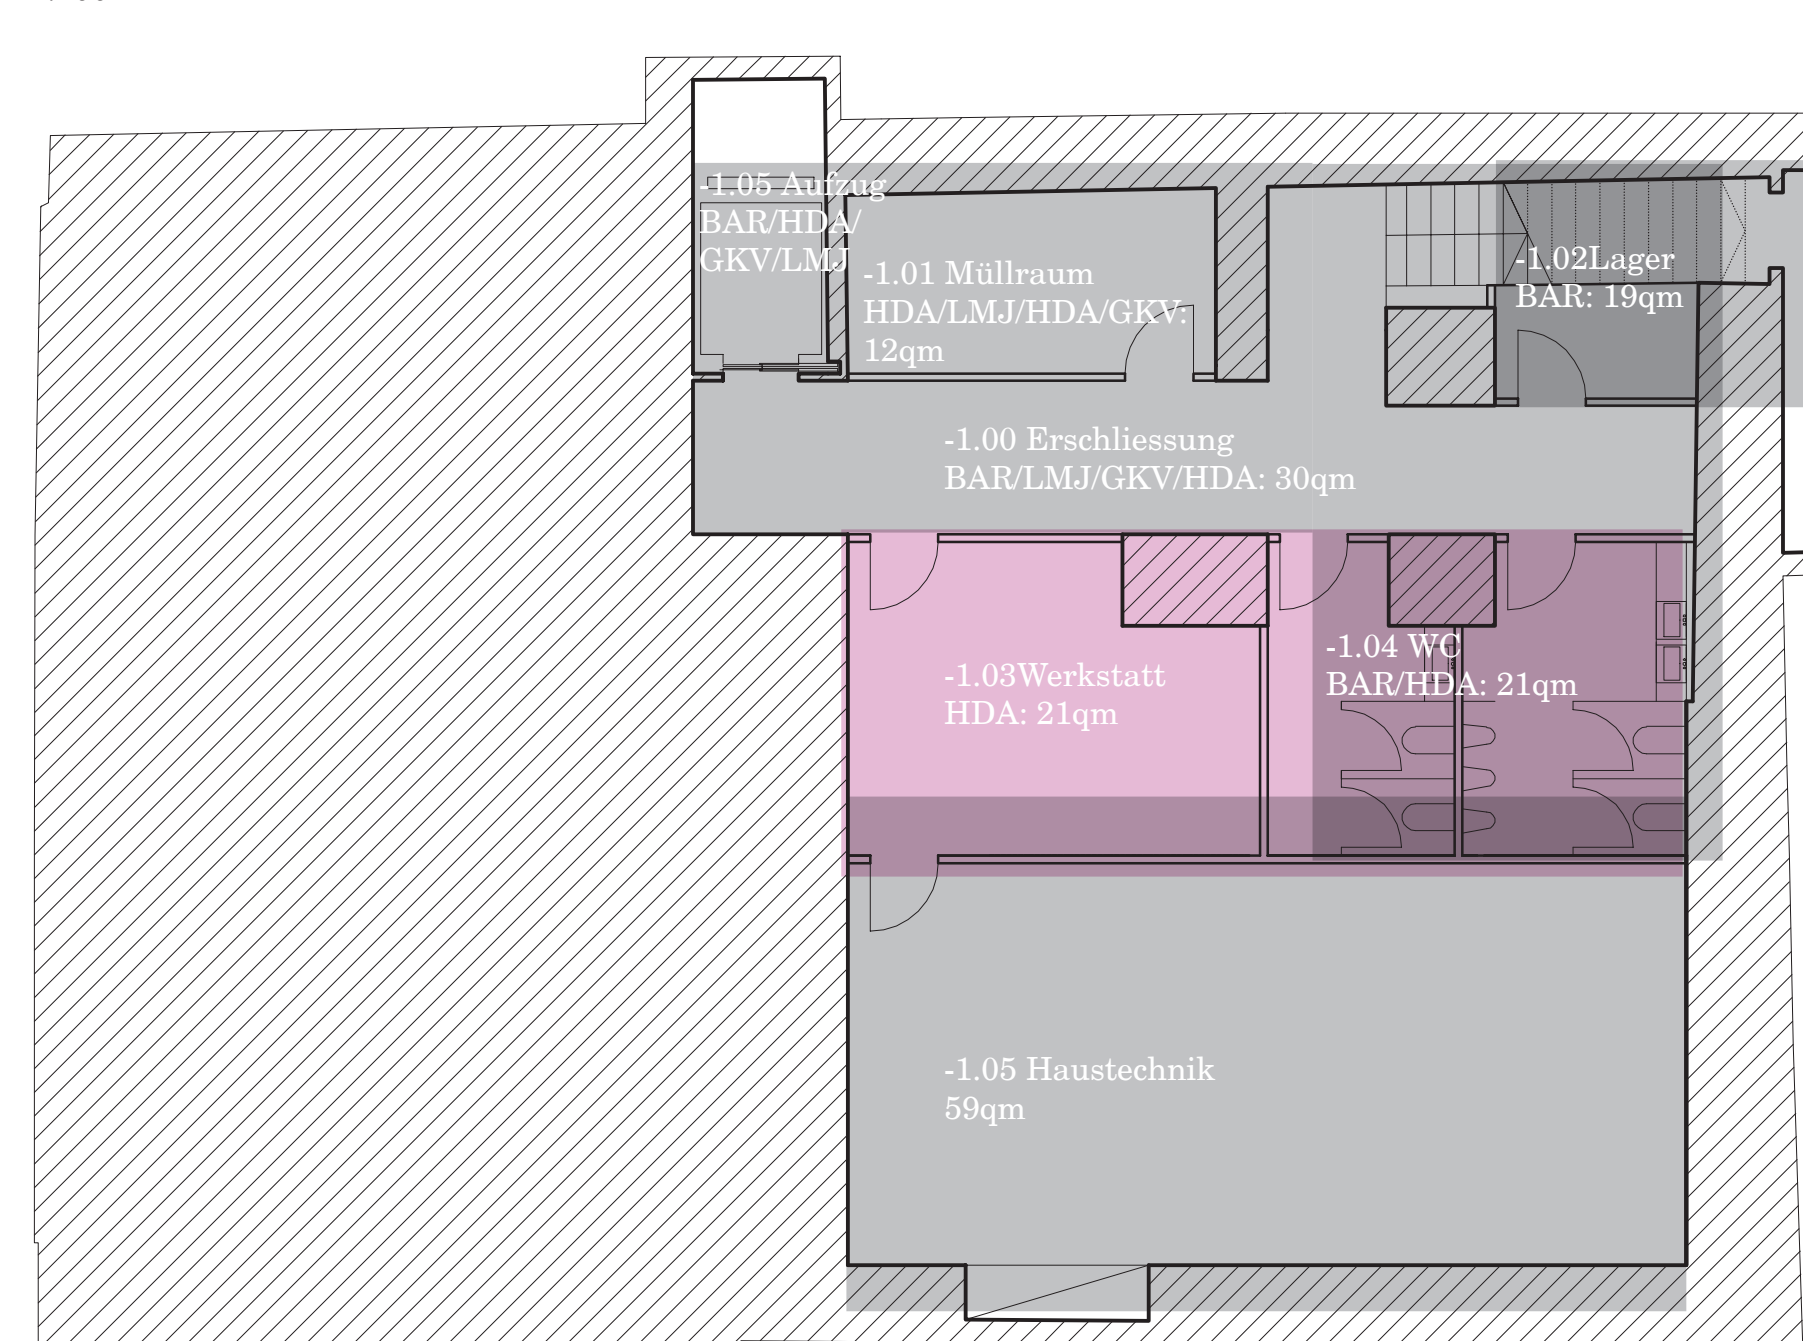 -1.05 Aufzug
BAR/HDA/
GKV/LMJ
-1.01 Müllraum
HDA/LMJ/HDA/GKV:
12qm
-1.02Lager
BAR: 19qm
-1.00 Erschliessung
BAR/LMJ/GKV/HDA: 30qm
-1.03Werkstatt
HDA: 21qm
-1.04 WC
BAR/HDA: 21qm
-1.05 Haustechnik
59qm